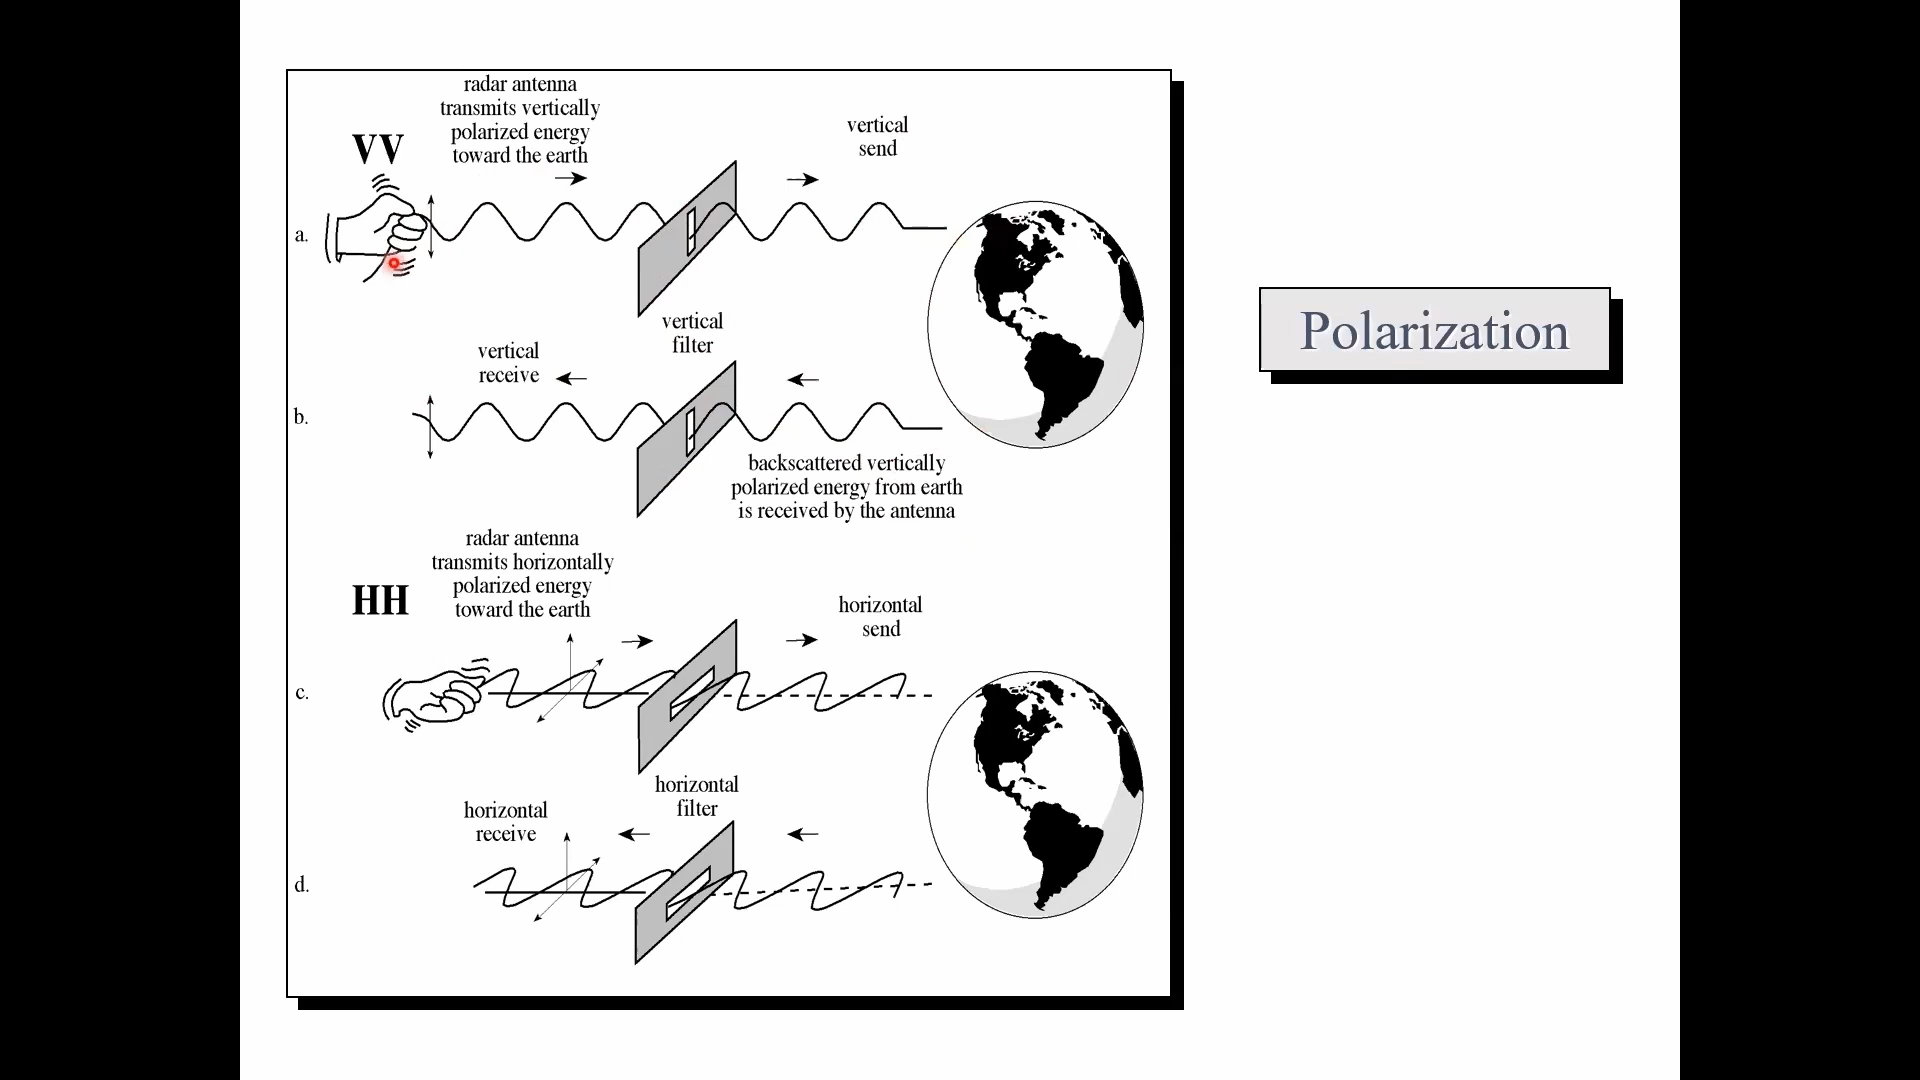 radar antenna
transmits vertically
polarized energy
toward the earth
vertical
send
VV
a.
vertical
filter
vertical
receive
b.
backscattered vertically
polarized energy from earth
is received by the antenna
radar antenna
transmits horizontally
polarized energy
toward the earth
HH
horizontal
send
c.
horizontal
filter
horizontal
receive
d.
Polarization